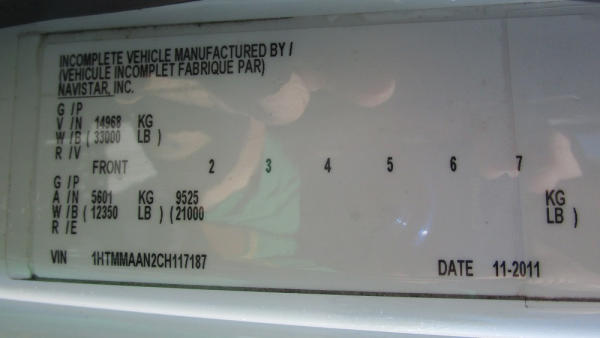 INCOMPLETE VEHICLE MANUFACTURED BY /
(VEHICULE INCOMPLET FABRIQUE PAR)
NAVISTAR, INC.
G /P
V /N 14968 KG
W /B ( 33000 LB )
R /V
FRONT 2 3 4 5 6 7
G /P
A /N 5601 KG 9525 KG
W /B ( 12350 LB ) ( 21000 LB )
R /E
VIN 1HTMMAAN2CH117187 DATE 11-2011